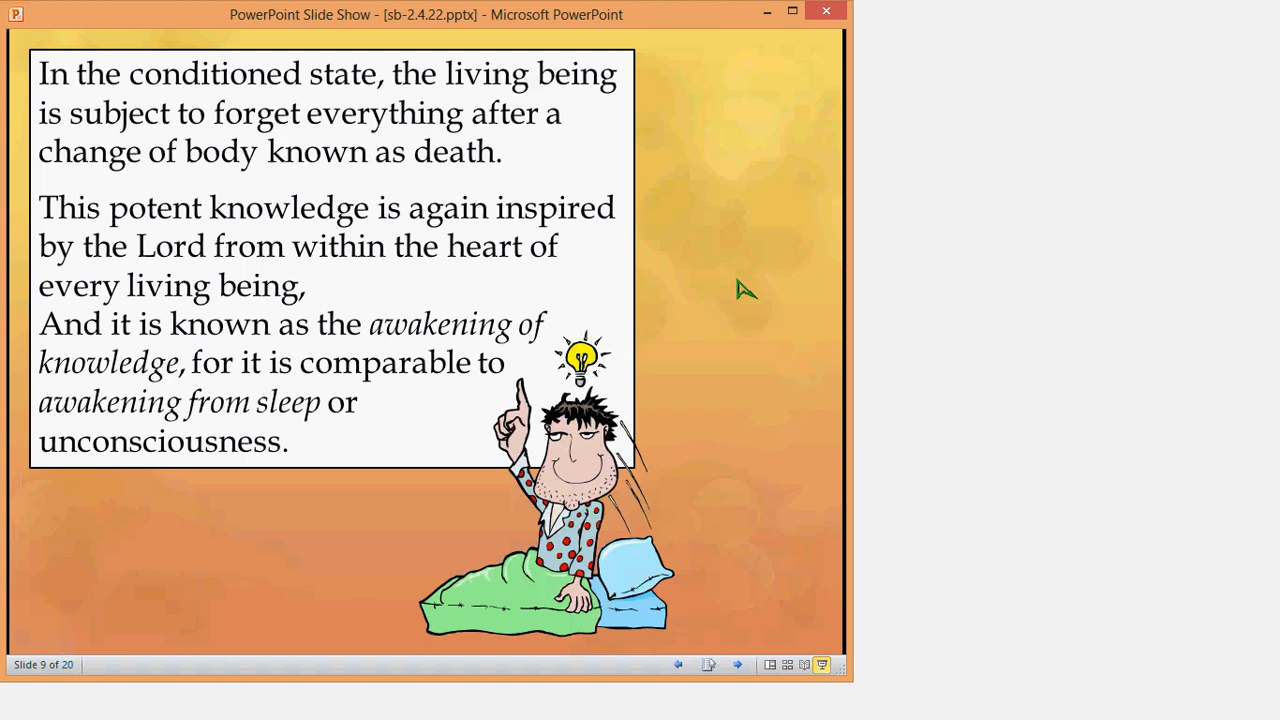 PowerPoint Slide Show - [sb-2.4.22.pptx] - Microsoft PowerPoint
In the conditioned state, the living being
is subject to forget everything after a
change of body known as death.
This potent knowledge is again inspired
by the Lord from within the heart of
every living being,
And it is known as the awakening of
knowledge, for it is comparable to
awakening from sleep or
unconsciousness.
Slide 9 of 20